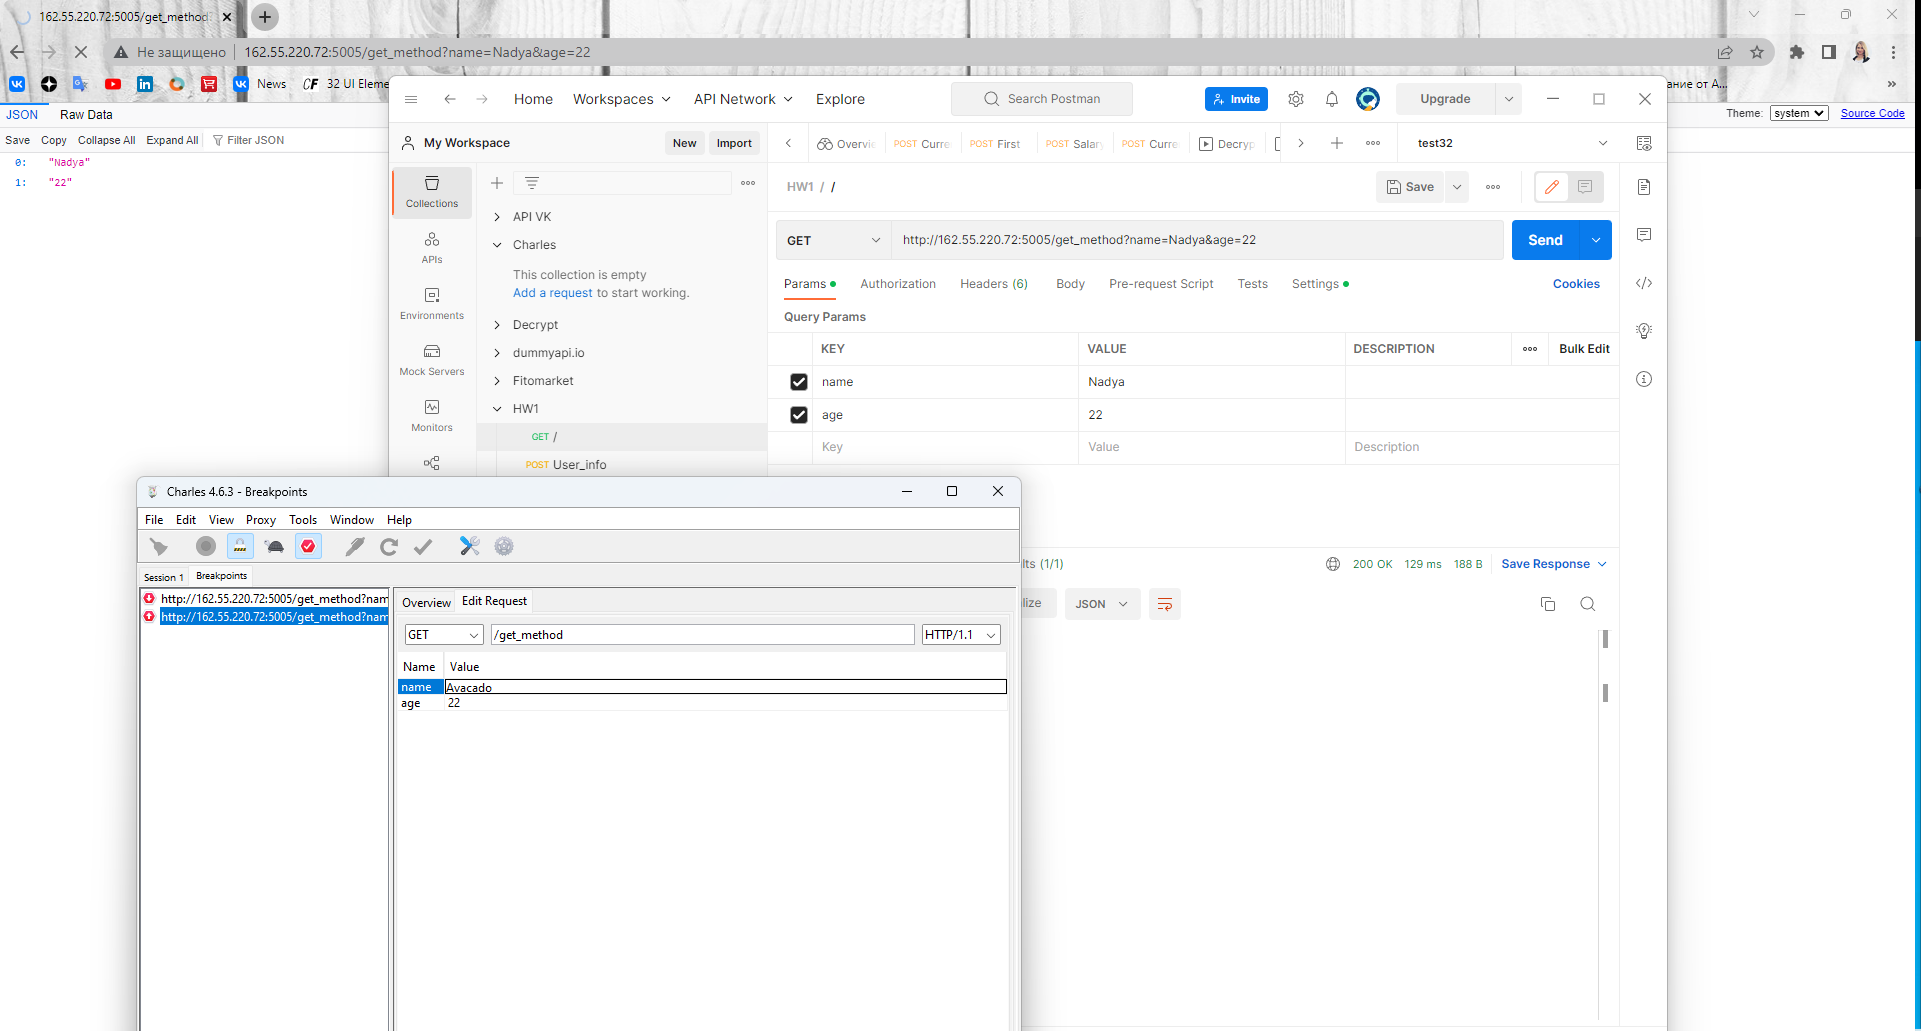 162.55.220.72:5005/get_method?
Не защищено
162.55.220.72:5005/get_method?name=Nadya&age=22
News
CF 32 UI Eleme
ание от А...
JSON
Raw Data
Theme: system
Source Code
Save Copy Collapse All Expand All Filter JSON
0: "Nadya"
1: "22"
Home Workspaces API Network Explore
Search Postman
Invite
Upgrade
My Workspace
New Import
Overvi
POST Curre
POST First
POST Salary
POST Curre
Decryp
test32
Collections
APIs
Environments
Mock Servers
Monitors
API VK
Charles
This collection is empty
Add a request to start working.
Decrypt
dummyapi.io
Fitomarket
HW1
GET /
POST User_info
HW1 / /
Save
GET http://162.55.220.72:5005/get_method?name=Nadya&age=22
Send
Params Authorization Headers (6) Body Pre-request Script Tests Settings
Cookies
Query Params
KEY VALUE DESCRIPTION Bulk Edit
name Nadya
age 22
Key Value Description
lts (1/1)
200 OK 129 ms 188 B Save Response
lize
JSON
Charles 4.6.3 - Breakpoints
File Edit View Proxy Tools Window Help
Session 1 Breakpoints
http://162.55.220.72:5005/get_method?nam
http://162.55.220.72:5005/get_method?nam
Overview Edit Request
GET /get_method HTTP/1.1
Name Value
name Avacado
age 22